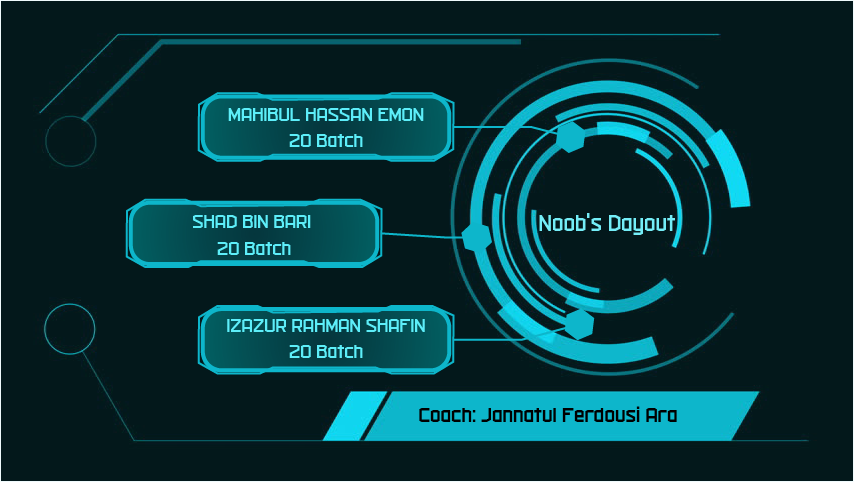 MAHIBUL HASSAN EMON
20 Batch
SHAD BIN BARI
20 Batch
Noob's Dayout
IZAZUR RAHMAN SHAFIN
20 Batch
Coach: Jannatul Ferdousi Ara